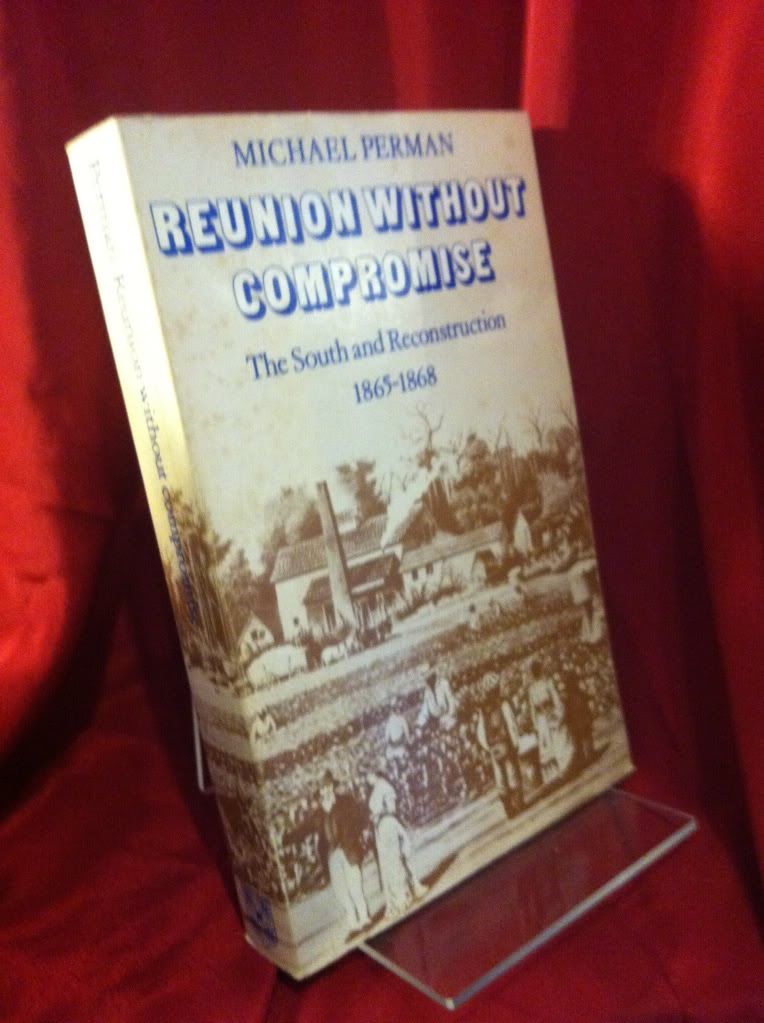 MICHAEL PERMAN
REUNION WITHOUT
COMPROMISE
The South and Reconstruction
1865-1868
Perman Reunion without compromise